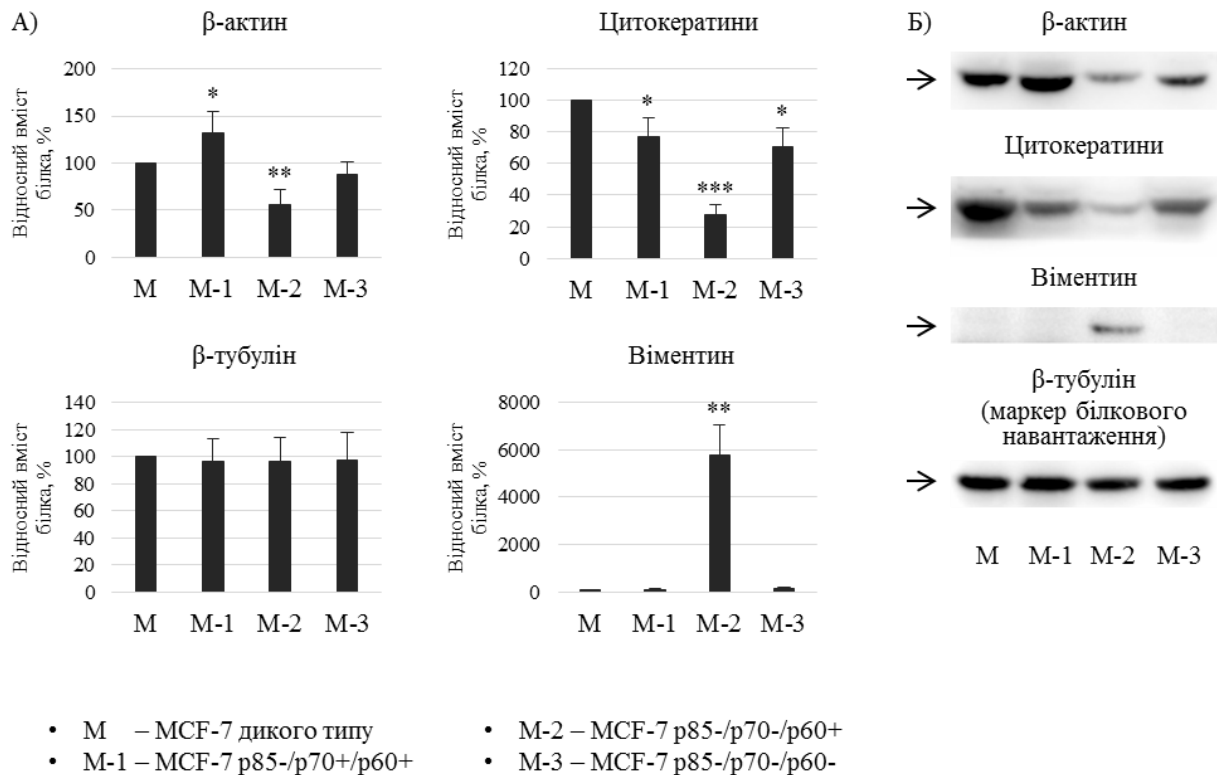 А)
β-актин
Відносний вміст
білка, %
200
150
100
50
0
*
**
М М-1 М-2 М-3
Цитокератини
Відносний вміст
білка, %
120
100
80
60
40
20
0
*
***
*
М М-1 М-2 М-3
β-тубулін
Відносний вміст
білка, %
140
120
100
80
60
40
20
0
М М-1 М-2 М-3
Віментин
Відносний вміст
білка, %
8000
6000
4000
2000
0
**
М М-1 М-2 М-3
Б)
β-актин
Цитокератини
Віментин
β-тубулін
(маркер білкового
навантаження)
М М-1 М-2 М-3
• М – MCF-7 дикого типу
• М-1 – MCF-7 p85-/p70+/p60+
• М-2 – MCF-7 p85-/p70-/p60+
• М-3 – MCF-7 p85-/p70-/p60-